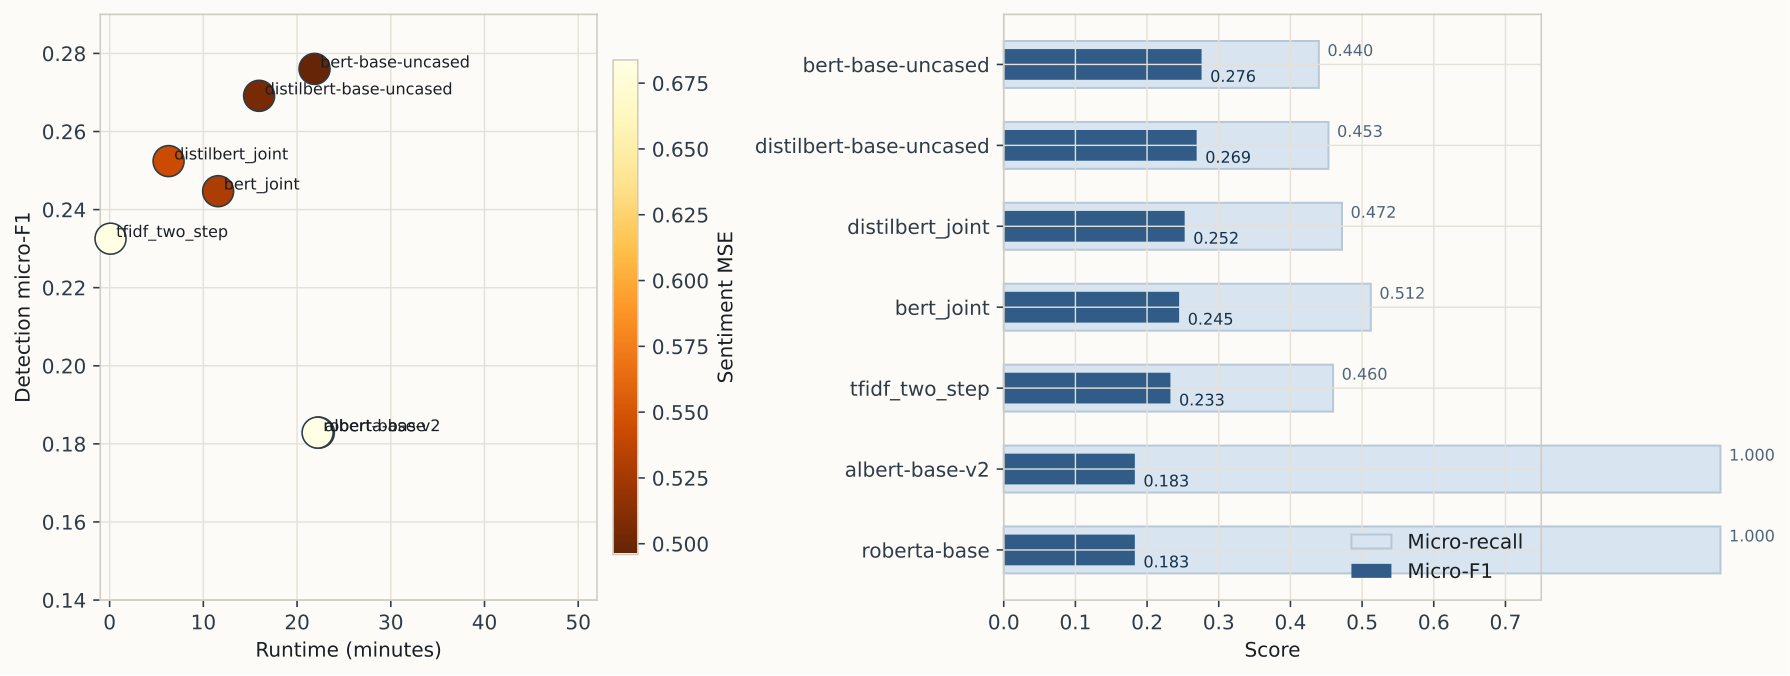 0.28
0.26
0.24
0.22
0.20
0.18
0.16
0.14
Detection micro-F1
bert-base-uncased
distilbert-base-uncased
distilbert_joint
bert_joint
tfidf_two_step
albert-base-v2
roberta-base
0 10 20 30 40 50
Runtime (minutes)
0.675
0.650
0.625
0.600
0.575
0.550
0.525
0.500
Sentiment MSE
bert-base-uncased 0.276 0.440
distilbert-base-uncased 0.269 0.453
distilbert_joint 0.252 0.472
bert_joint 0.245 0.512
tfidf_two_step 0.233 0.460
albert-base-v2 0.183 1.000
roberta-base 0.183 1.000
Micro-recall
Micro-F1
0.0 0.1 0.2 0.3 0.4 0.5 0.6 0.7
Score